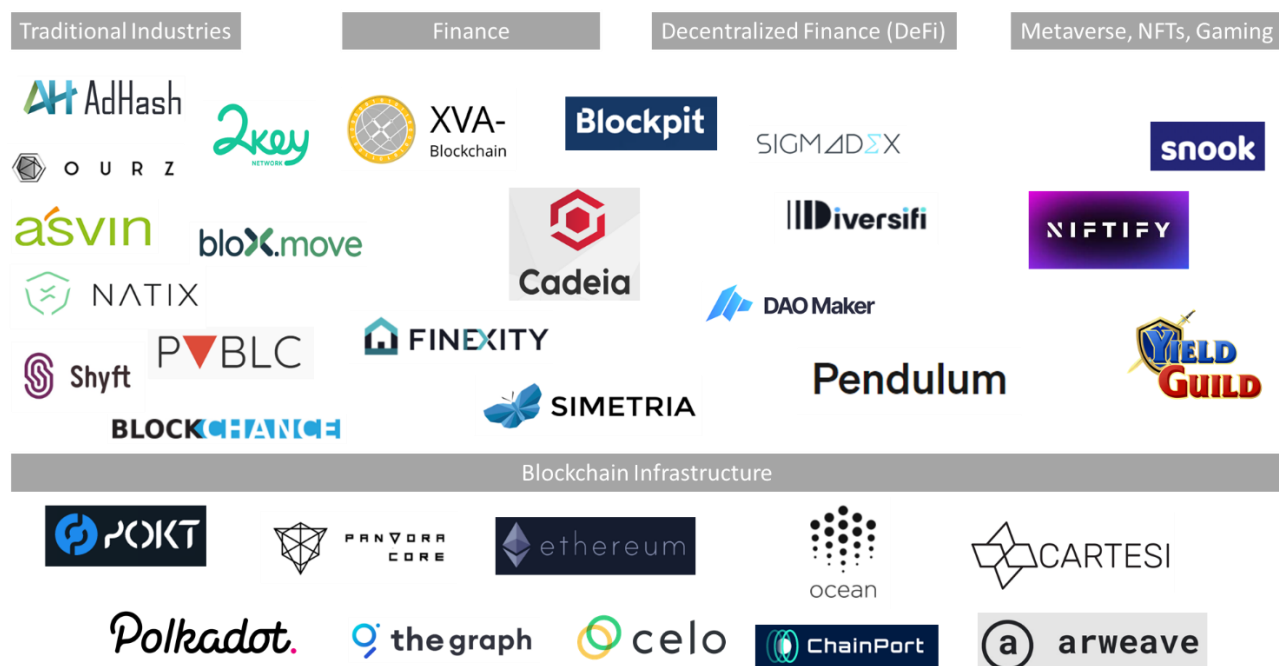 Traditional Industries
Finance
Decentralized Finance (DeFi)
Metaverse, NFTs, Gaming
AdHash
2key
NETWORK
XVA-
Blockchain
Blockpit
SIGMADEX
snook
OURZ
asvin
bloX.move
Cadeia
Diversifi
NIFTIFY
NATIX
DAO Maker
PVBLC
FINEXITY
YIELD
GUILD
Shyft
Pendulum
SIMETRIA
BLOCKCHANCE
Blockchain Infrastructure
POKT
PANDORA
CORE
ethereum
ocean
CARTESI
Polkadot.
the graph
celo
ChainPort
a arweave